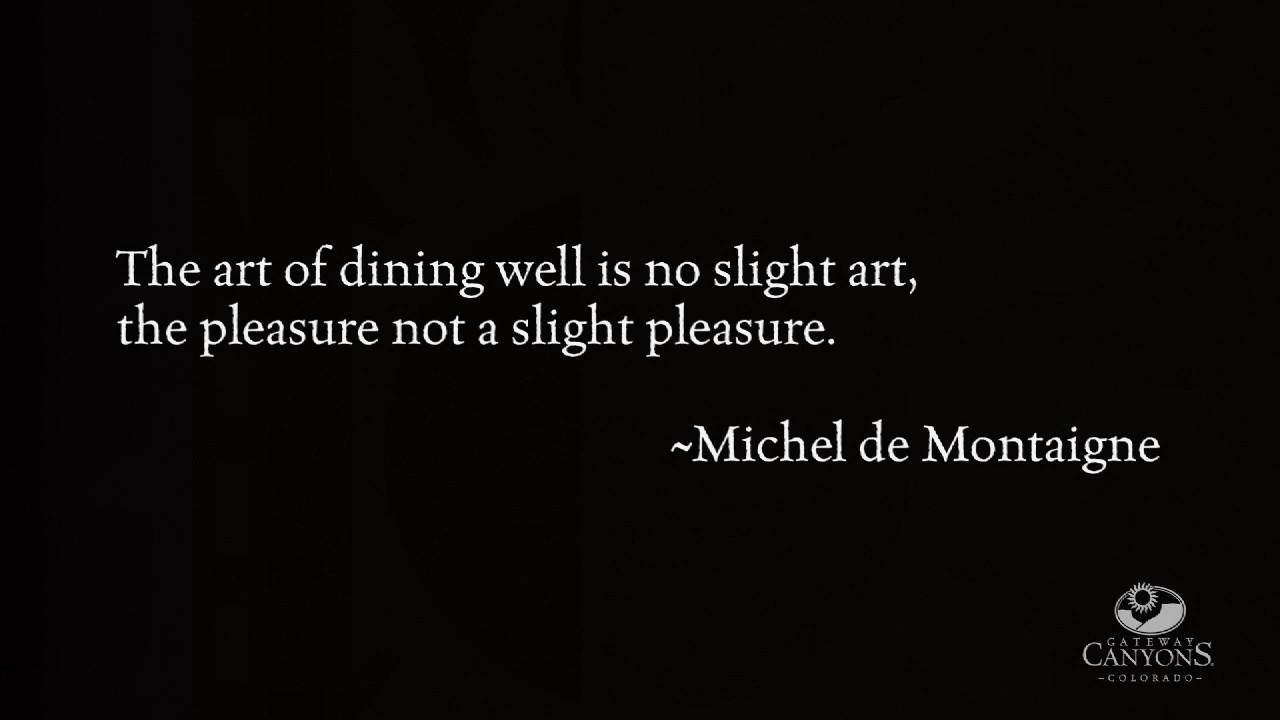 The art of dining well is no slight art,
the pleasure not a slight pleasure.
~Michel de Montaigne
GATEWAY
CANYONS
-COLORADO-